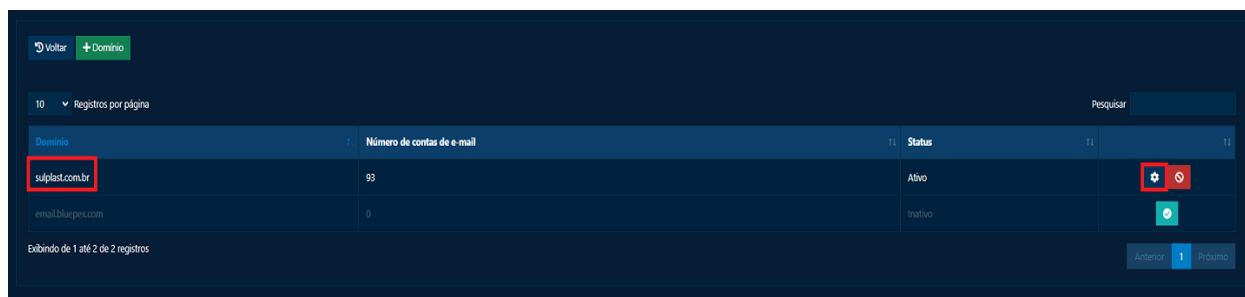 Voltar + Domínio
10 Registros por página Pesquisar
Domínio Número de contas de e-mail Status
sulplast.com.br 93 Ativo
email.bluepex.com 0 Inativo
Exibindo de 1 até 2 de 2 registros
Anterior 1 Próximo